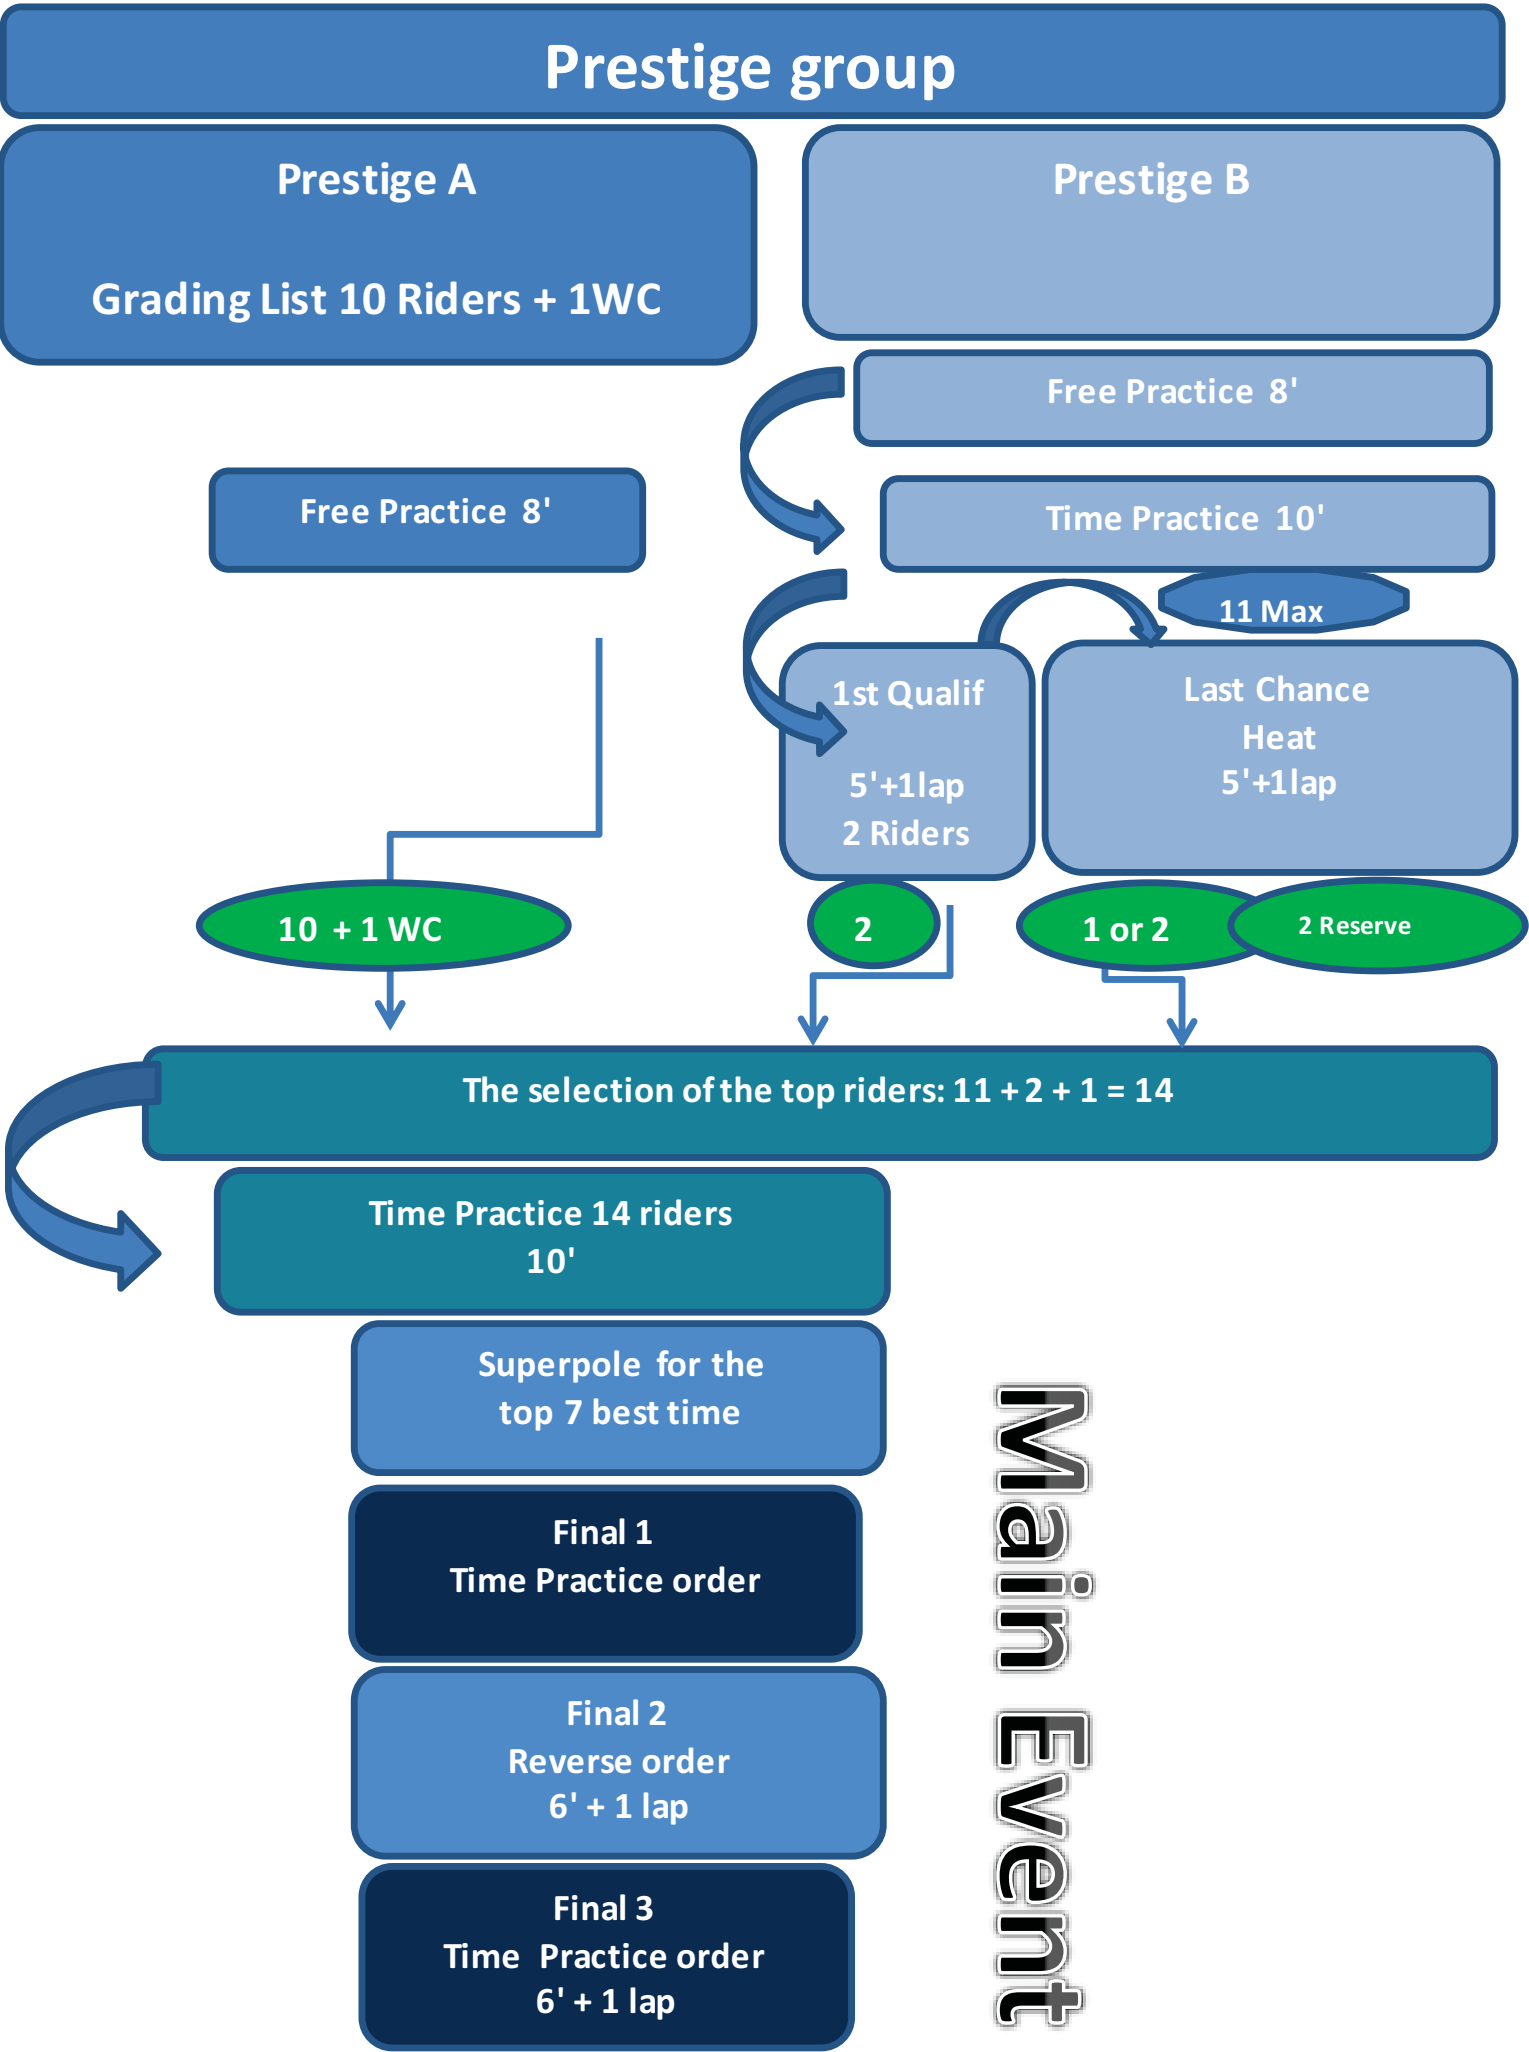 Prestige group
Prestige A
Grading List 10 Riders + 1WC
Prestige B
Free Practice 8'
Free Practice 8'
Time Practice 10'
11 Max
1st Qualif
5'+1lap
2 Riders
Last Chance
Heat
5'+1lap
10 + 1 WC
2
1 or 2
2 Reserve
The selection of the top riders: 11 + 2 + 1 = 14
Time Practice 14 riders
10'
Superpole for the
top 7 best time
Final 1
Time Practice order
Final 2
Reverse order
6' + 1 lap
Final 3
Time Practice order
6' + 1 lap
Main Event